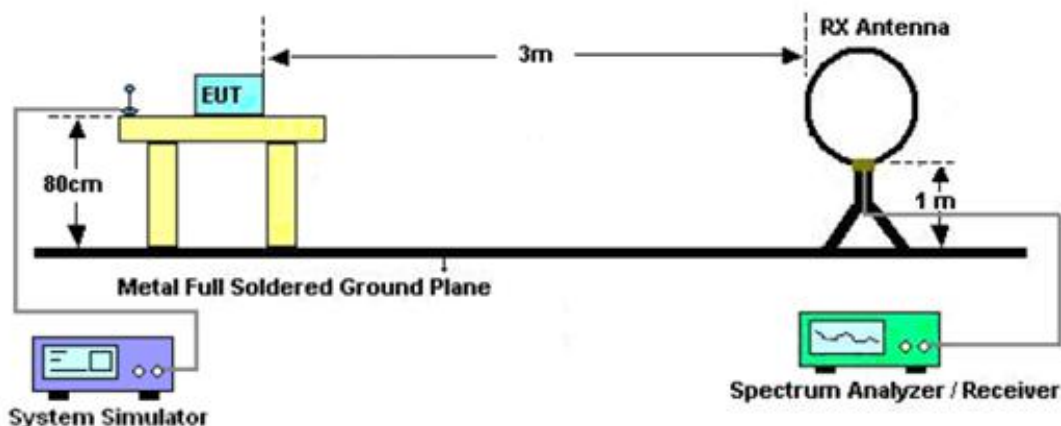 RX Antenna
3m
EUT
80cm
1 m
Metal Full Soldered Ground Plane
Spectrum Analyzer / Receiver
System Simulator